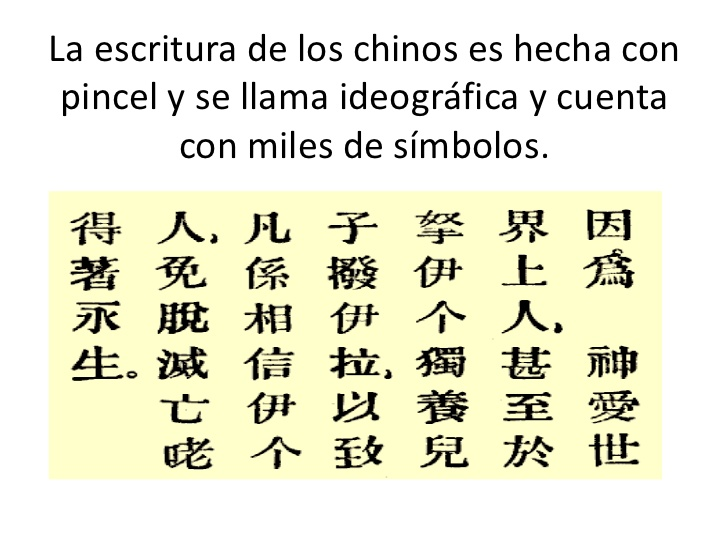 La escritura de los chinos es hecha con
pincel y se llama ideográfica y cuenta
con miles de símbolos.
因爲 神愛世
界上人,甚至於
拏伊个獨養兒
子撥伊拉,以致
凡係相信伊个
人,免脫滅亡咾
得著永生。